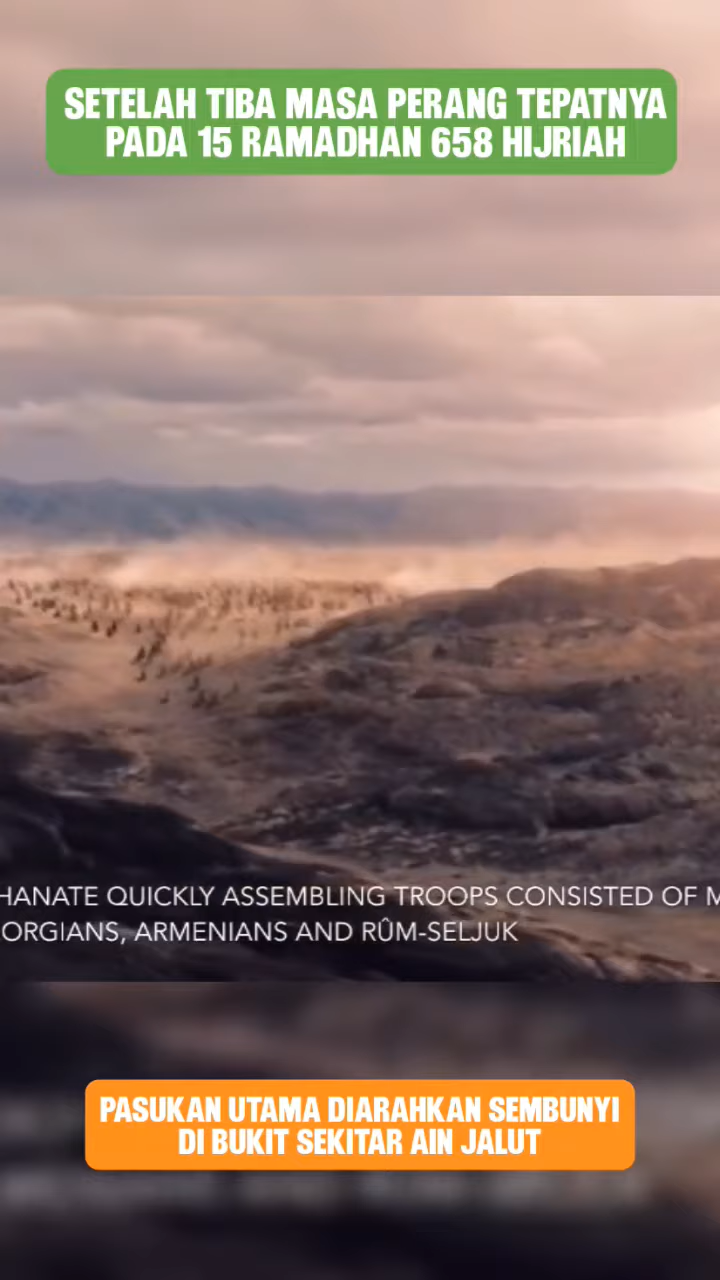 SETELAH TIBA MASA PERANG TEPATNYA
PADA 15 RAMADHAN 658 HIJRIAH
HANATE QUICKLY ASSEMBLING TROOPS CONSISTED OF M
ORGIANS, ARMENIANS AND RÛM-SELJUK
PASUKAN UTAMA DIARAHKAN SEMBUNYI
DI BUKIT SEKITAR AIN JALUT